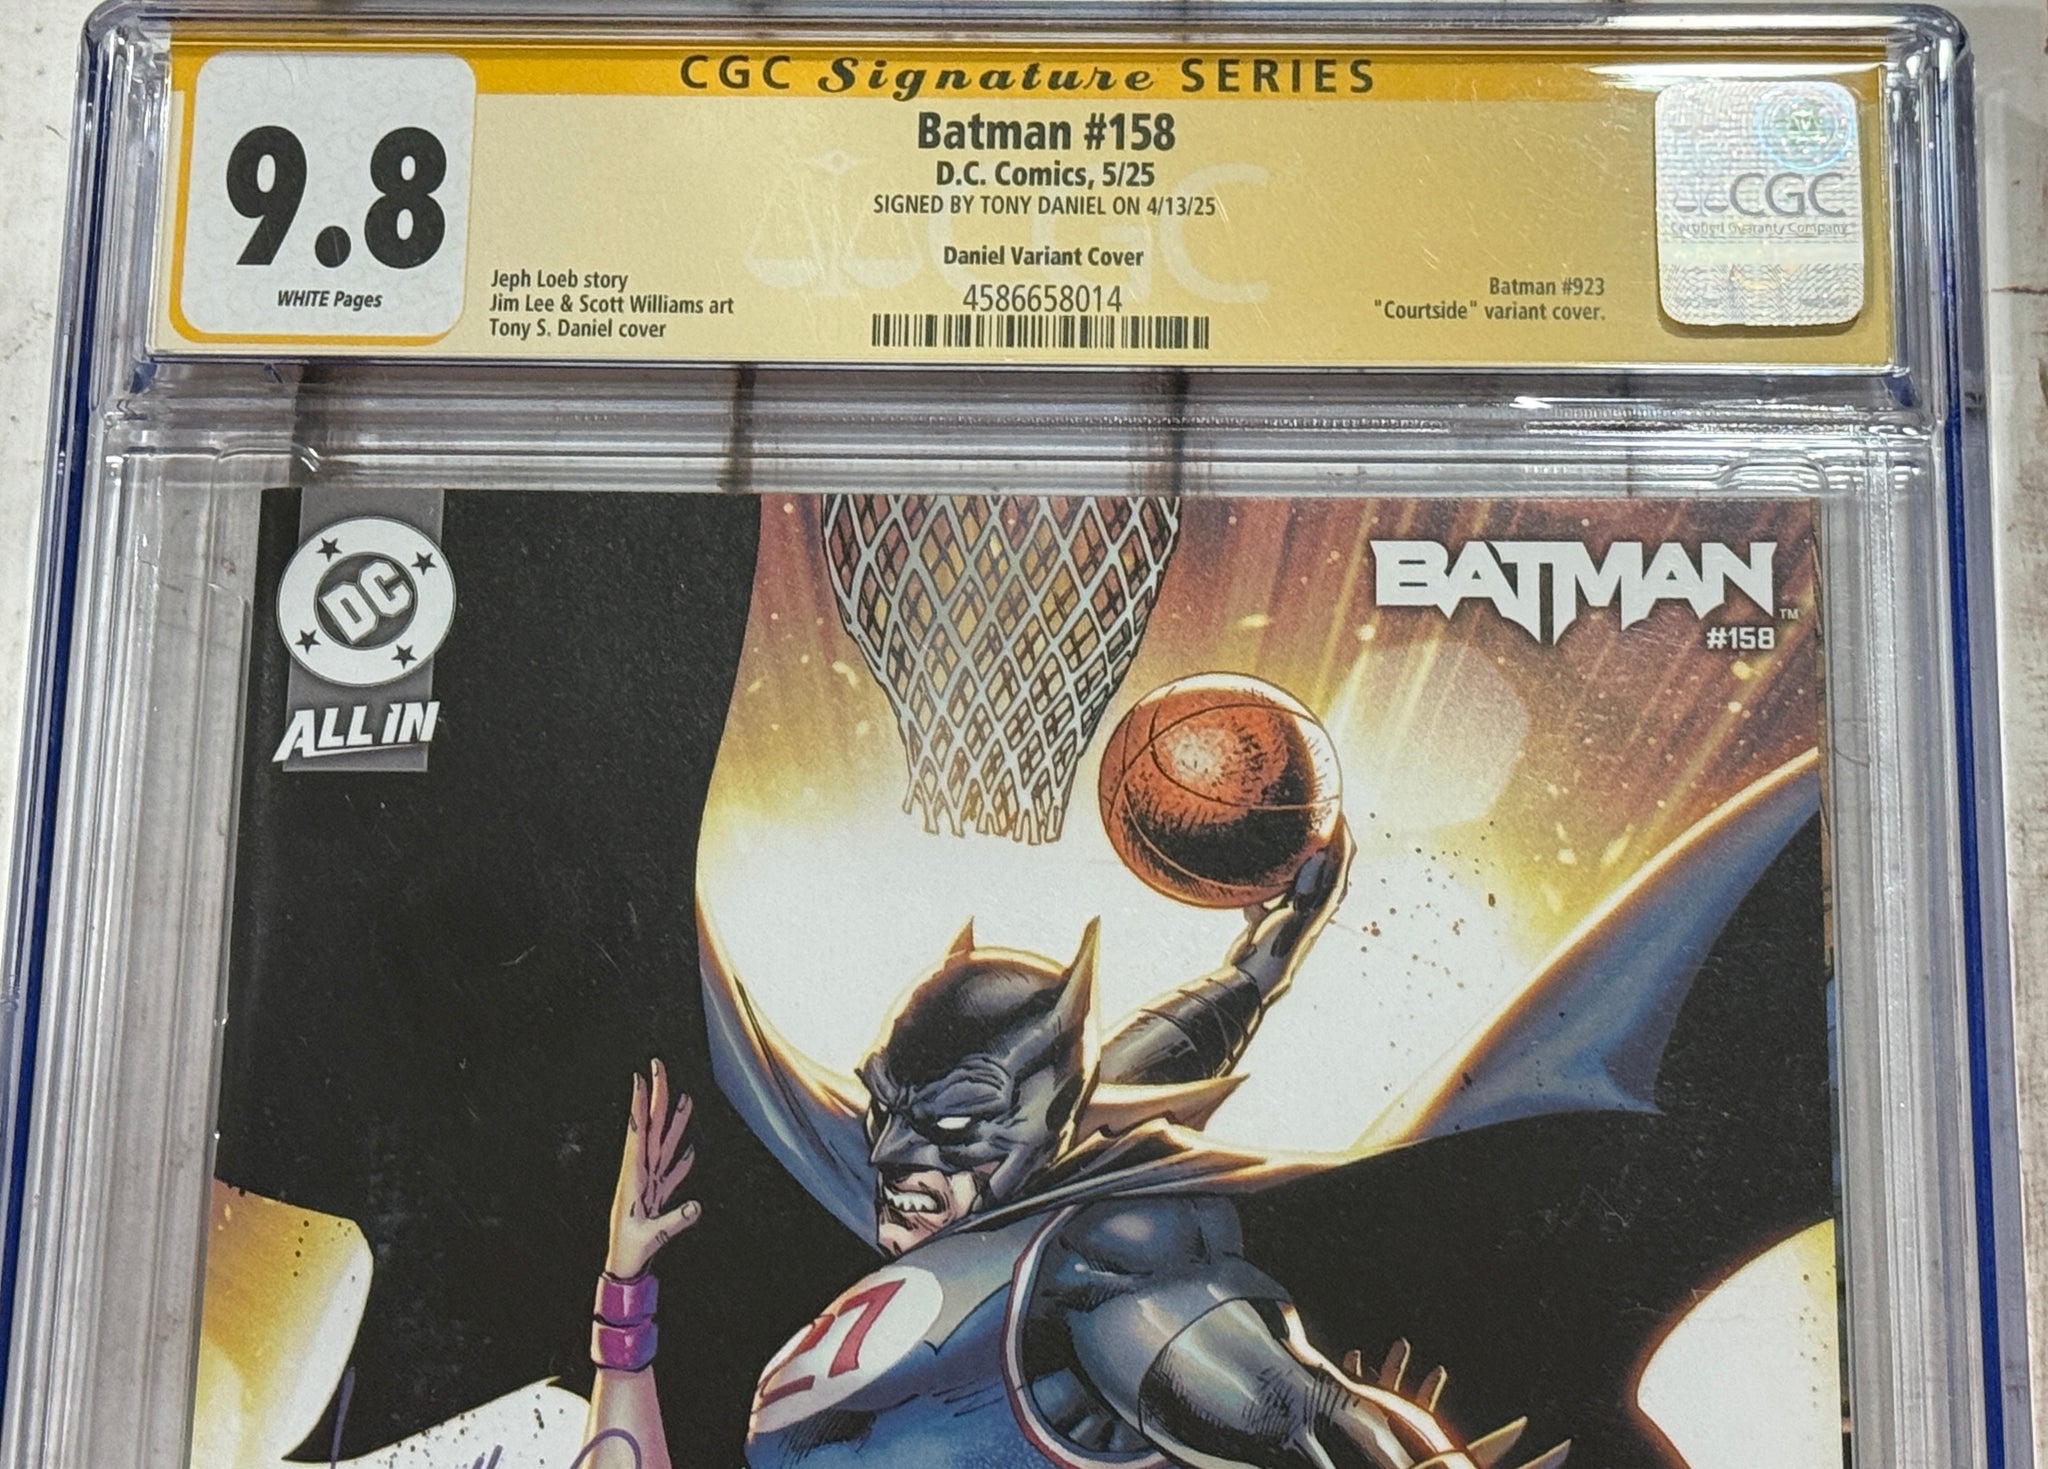 CGC Signature SERIES
9.8
WHITE Pages
Batman #158
D.C. Comics, 5/25
SIGNED BY TONY DANIEL ON 4/13/25
Daniel Variant Cover
4586658014
Jeph Loeb story
Jim Lee & Scott Williams art
Tony S. Daniel cover
Batman #923
"Courtside" variant cover.
CGC
Certified Guaranty Company
DC
ALL IN
BATMAN™
#158
27